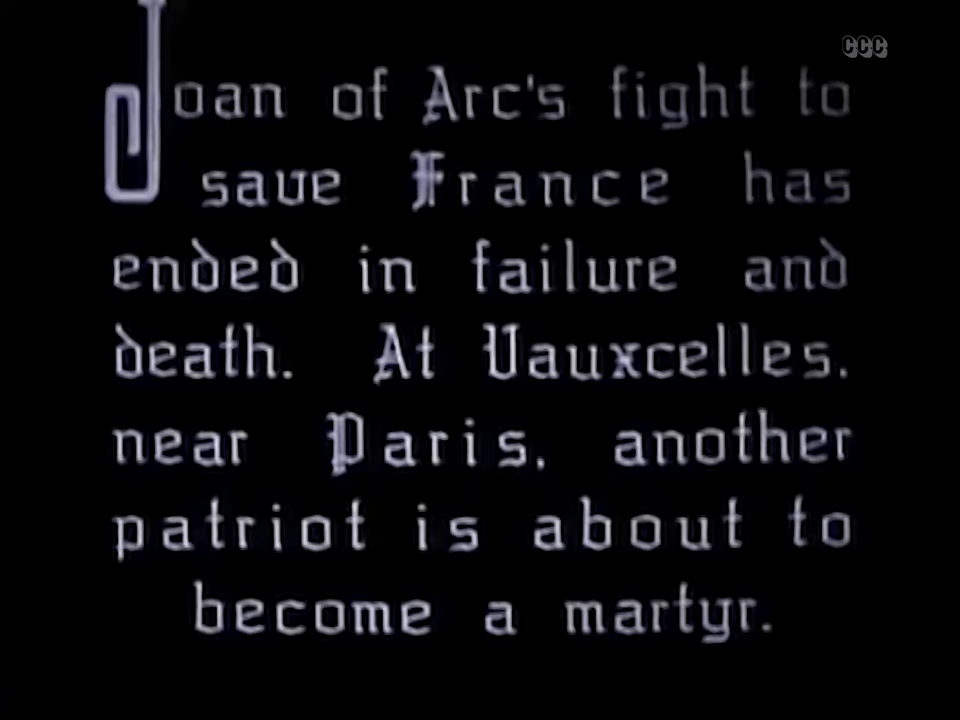 CCC
Joan of Arc's fight to
save France has
ended in failure and
death. At Vauxcelles,
near Paris, another
patriot is about to
become a martyr.